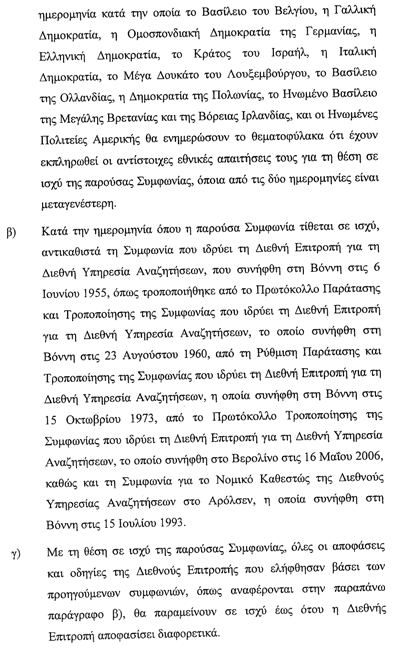 ημερομηνία κατά την οποία το Βασίλειο του Βελγίου, η Γαλλική
Δημοκρατία, η Ομοσπονδιακή Δημοκρατία της Γερμανίας, η
Ελληνική Δημοκρατία, το Κράτος του Ισραήλ, η Ιταλική
Δημοκρατία, το Μέγα Δουκάτο του Λουξεμβούργου, το Βασίλειο
της Ολλανδίας, η Δημοκρατία της Πολωνίας, το Ηνωμένο Βασίλειο
της Μεγάλης Βρετανίας και της Βόρειας Ιρλανδίας, και οι Ηνωμένες
Πολιτείες Αμερικής θα ενημερώσουν το θεματοφύλακα ότι έχουν
εκπληρωθεί οι αντίστοιχες εθνικές απαιτήσεις τους για τη θέση σε
ισχύ της παρούσας Συμφωνίας, όποια από τις δύο ημερομηνίες είναι
μεταγενέστερη.
β) Κατά την ημερομηνία όπου η παρούσα Συμφωνία τίθεται σε ισχύ,
αντικαθιστά τη Συμφωνία που ιδρύει τη Διεθνή Επιτροπή για τη
Διεθνή Υπηρεσία Αναζητήσεων, που συνήφθη στη Βόννη στις 6
Ιουνίου 1955, όπως τροποποιήθηκε από το Πρωτόκολλο Παράτασης
και Τροποποίησης της Συμφωνίας που ιδρύει τη Διεθνή Επιτροπή
για τη Διεθνή Υπηρεσία Αναζητήσεων, το οποίο συνήφθη στη
Βόννη στις 23 Αυγούστου 1960, από τη Ρύθμιση Παράτασης και
Τροποποίησης της Συμφωνίας που ιδρύει τη Διεθνή Επιτροπή για τη
Διεθνή Υπηρεσία Αναζητήσεων, η οποία συνήφθη στη Βόννη στις
15 Οκτωβρίου 1973, από το Πρωτόκολλο Τροποποίησης της
Συμφωνίας που ιδρύει τη Διεθνή Επιτροπή για τη Διεθνή Υπηρεσία
Αναζητήσεων, το οποίο συνήφθη στο Βερολίνο στις 16 Μαΐου 2006,
καθώς και τη Συμφωνία για το Νομικό Καθεστώς της Διεθνούς
Υπηρεσίας Αναζητήσεων στο Αρόλσεν, η οποία συνήφθη στη
Βόννη στις 15 Ιουλίου 1993.
γ) Με τη θέση σε ισχύ της παρούσας Συμφωνίας, όλες οι αποφάσεις
και οδηγίες της Διεθνούς Επιτροπής που ελήφθησαν βάσει των
προηγούμενων συμφωνιών, όπως αναφέρονται στην παραπάνω
παράγραφο β), θα παραμείνουν σε ισχύ έως ότου η Διεθνής
Επιτροπή αποφασίσει διαφορετικά.